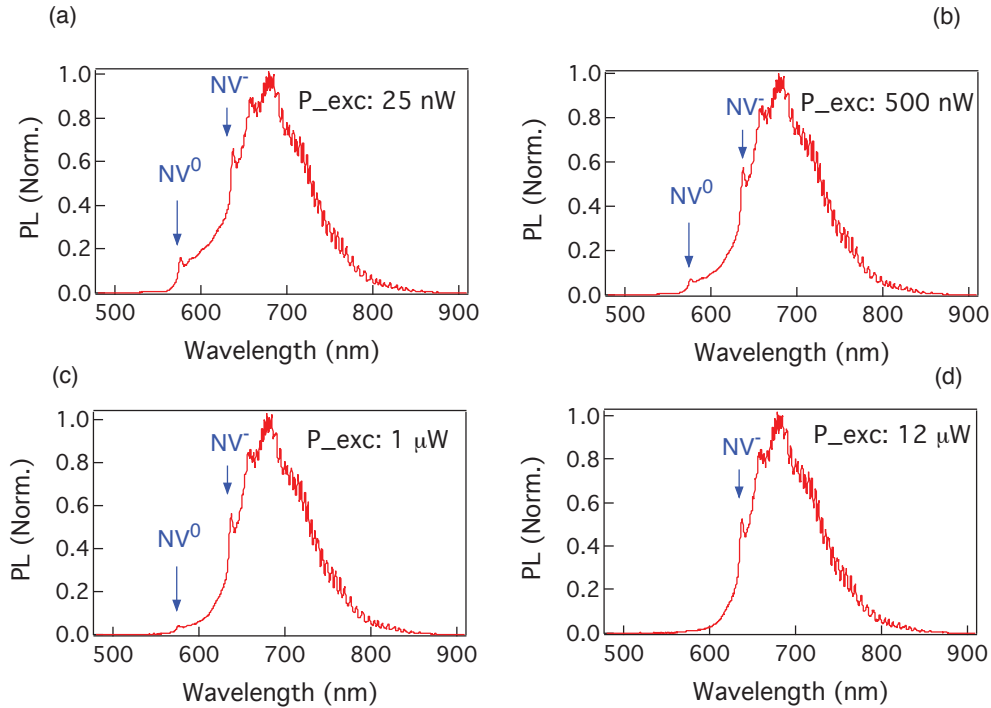 (a)
PL (Norm.)
1.0
0.8
0.6
0.4
0.2
0.0
NV⁻
NV⁰
P_exc: 25 nW
500 600 700 800 900
Wavelength (nm)
(b)
PL (Norm.)
1.0
0.8
0.6
0.4
0.2
0.0
NV⁻
NV⁰
P_exc: 500 nW
500 600 700 800 900
Wavelength (nm)
(c)
PL (Norm.)
1.0
0.8
0.6
0.4
0.2
0.0
NV⁻
NV⁰
P_exc: 1 μW
500 600 700 800 900
Wavelength (nm)
(d)
PL (Norm.)
1.0
0.8
0.6
0.4
0.2
0.0
NV⁻
P_exc: 12 μW
500 600 700 800 900
Wavelength (nm)